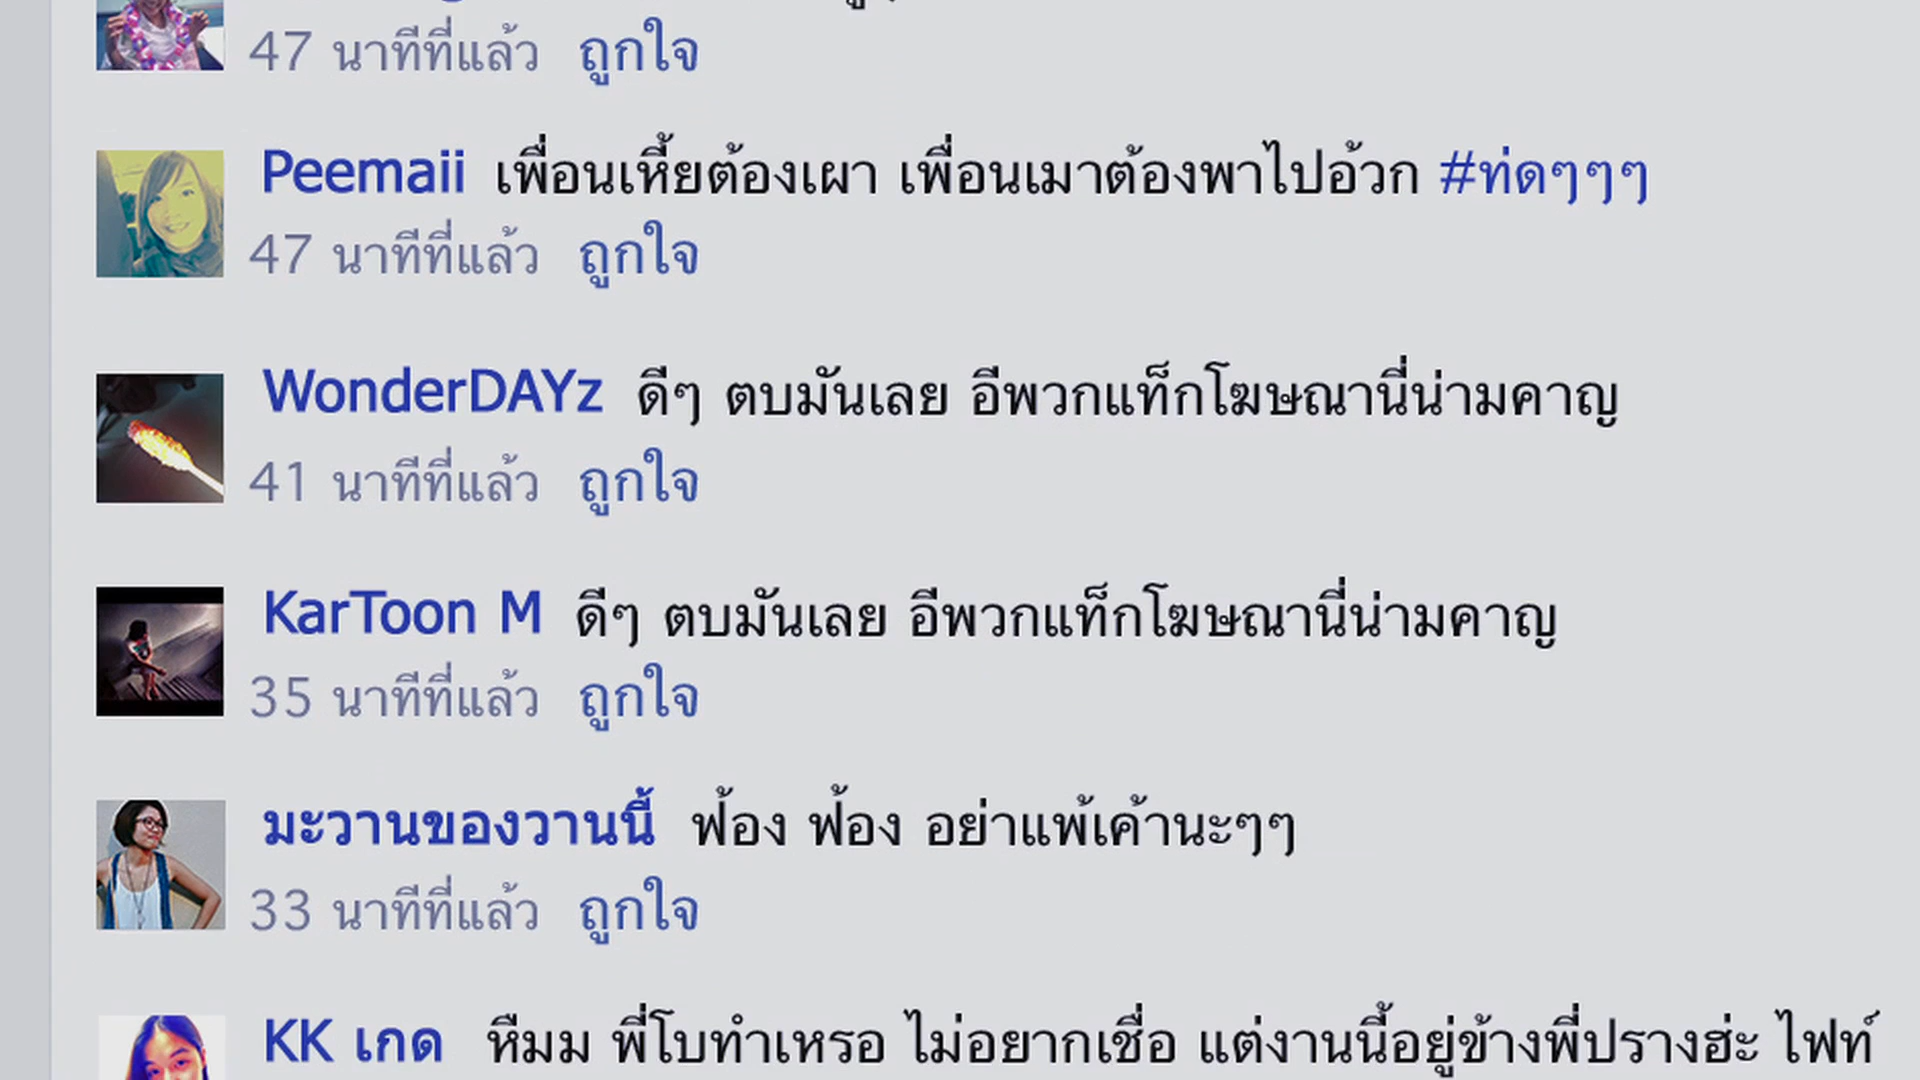 47 นาทีที่แล้ว ถูกใจ
Peemaii เพื่อนเหี้ยต้องเผา เพื่อนเมาต้องพาไปอ้วก #ท่ดๆๆๆ
47 นาทีที่แล้ว ถูกใจ
WonderDAYz ดีๆ ตบมันเลย อีพวกแท็กโฆษณานี่น่ามคาญ
41 นาทีที่แล้ว ถูกใจ
KarToon M ดีๆ ตบมันเลย อีพวกแท็กโฆษณานี่น่ามคาญ
35 นาทีที่แล้ว ถูกใจ
มะวานของวานนี้ ฟ้อง ฟ้อง อย่าแพ้เค้านะๆๆ
33 นาทีที่แล้ว ถูกใจ
KK เกด หืมม พี่โบทำเหรอ ไม่อยากเชื่อ แต่งานนี้อยู่ข้างพี่ปรางฮ่ะ ไฟท์